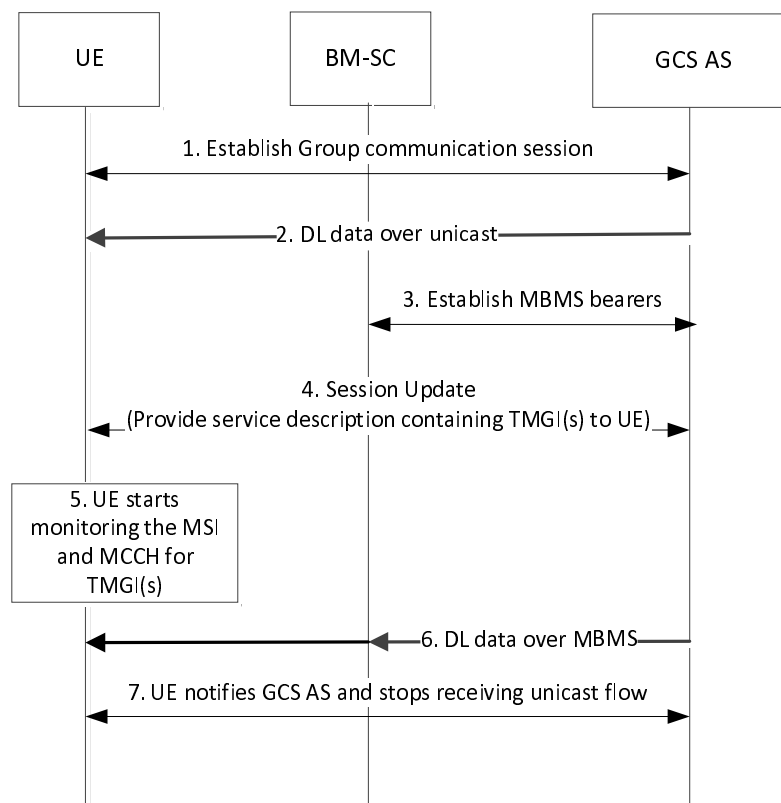 UE
BM-SC
GCS AS
1. Establish Group communication session
2. DL data over unicast
3. Establish MBMS bearers
4. Session Update
(Provide service description containing TMGI(s) to UE)
5. UE starts
monitoring the MSI
and MCCH for
TMGI(s)
6. DL data over MBMS
7. UE notifies GCS AS and stops receiving unicast flow